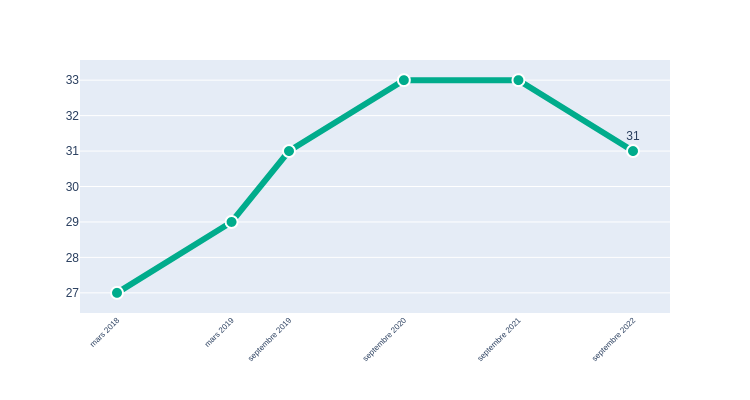 33
32
31
31
30
29
28
27
mars 2018
mars 2019
septembre 2019
septembre 2020
septembre 2021
septembre 2022